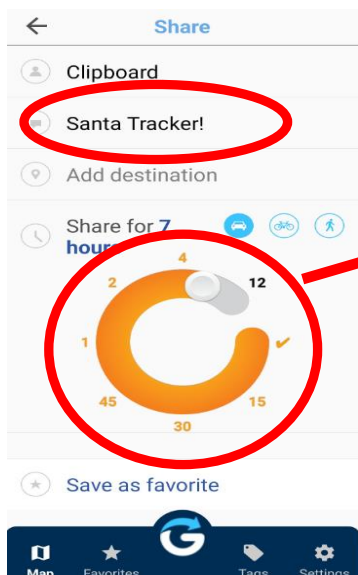 Share
Clipboard
Santa Tracker!
Add destination
Share for 7
hours
4
2
12
1
✓
45
15
30
Save as favorite
G
Map Favorites Tags Settings